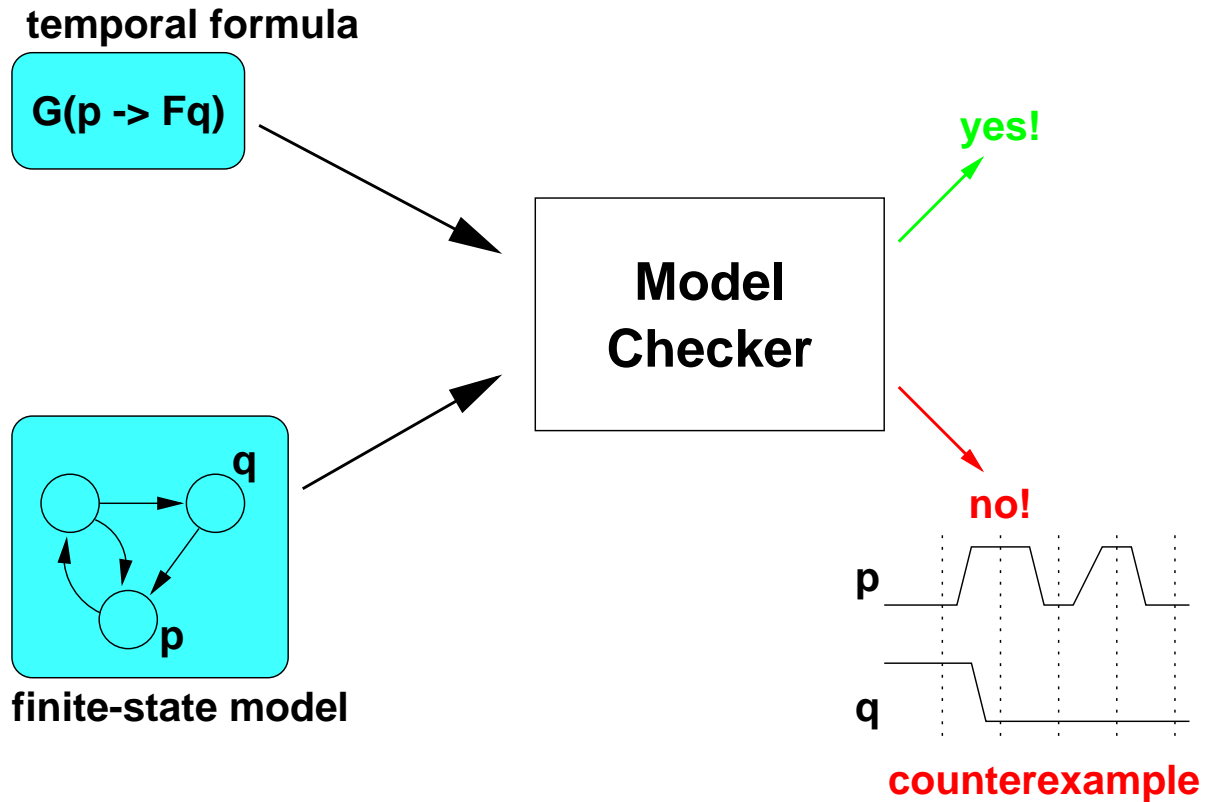 temporal formula
G(p -> Fq)
yes!
Model
Checker
q
p
finite-state model
no!
p
q
counterexample